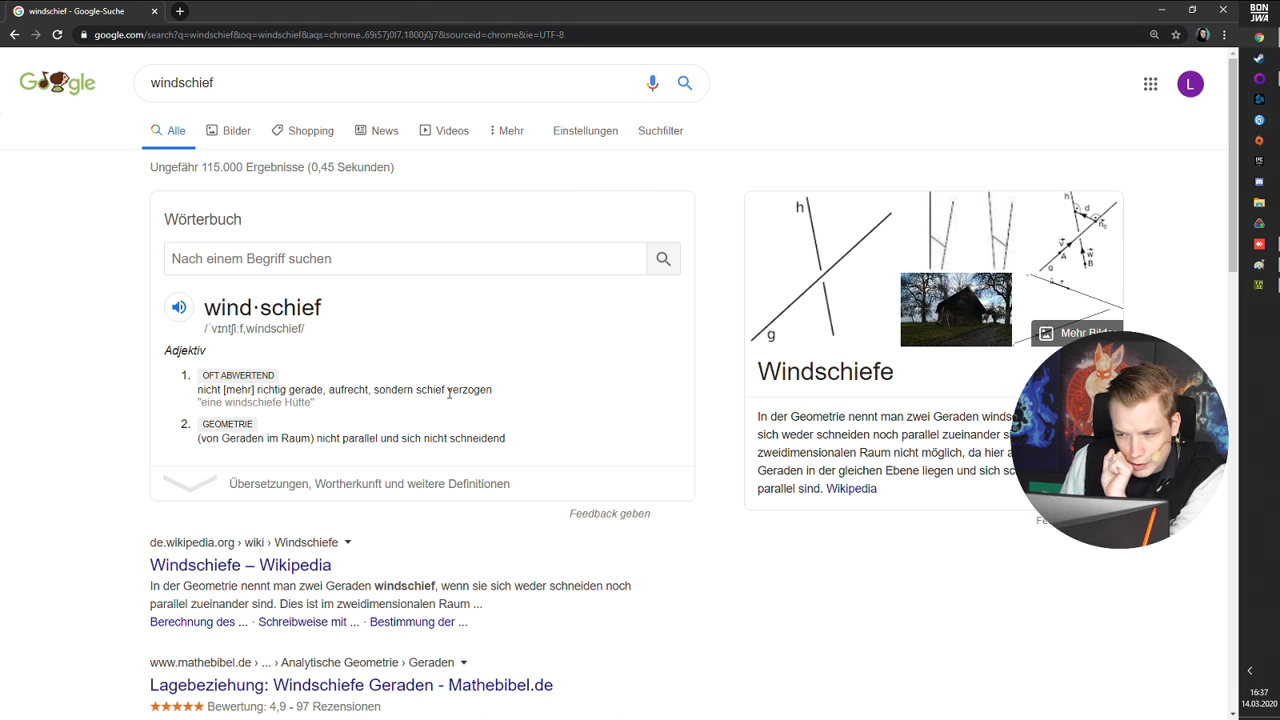 windschief - Google-Suche
BON
JWA
google.com/search?q=windschief&oq=windschief&aqs=chrome..69i57j0l7.1800j0j7&sourceid=chrome&ie=UTF-8
Google
windschief
L
Alle
Bilder
Shopping
News
Videos
Mehr
Einstellungen
Suchfilter
Ungefähr 115.000 Ergebnisse (0,45 Sekunden)
Wörterbuch
Nach einem Begriff suchen
wind·schief
/ˈvɪntʃiːf,wíndschief/
Adjektiv
1. OFT ABWERTEND
nicht [mehr] richtig gerade, aufrecht, sondern schief verzogen
"eine windschiefe Hütte"
2. GEOMETRIE
(von Geraden im Raum) nicht parallel und sich nicht schneidend
Übersetzungen, Wortherkunft und weitere Definitionen
Feedback geben
h
g
h
d
A
B
g
Mehr
Windschiefe
In der Geometrie nennt man zwei Geraden
sich weder schneiden noch parallel zueinander
zweidimensionalen Raum nicht möglich, da hier
Geraden in der gleichen Ebene liegen und sich
parallel sind. Wikipedia
de.wikipedia.org › wiki › Windschiefe
Windschiefe – Wikipedia
In der Geometrie nennt man zwei Geraden windschief, wenn sie sich weder schneiden noch
parallel zueinander sind. Dies ist im zweidimensionalen Raum ...
Berechnung des ... · Schreibweise mit ... · Bestimmung der ...
www.mathebibel.de › ... › Analytische Geometrie › Geraden
Lagebeziehung: Windschiefe Geraden - Mathebibel.de
Bewertung: 4,9 - 97 Rezensionen
16:37
14.03.2020